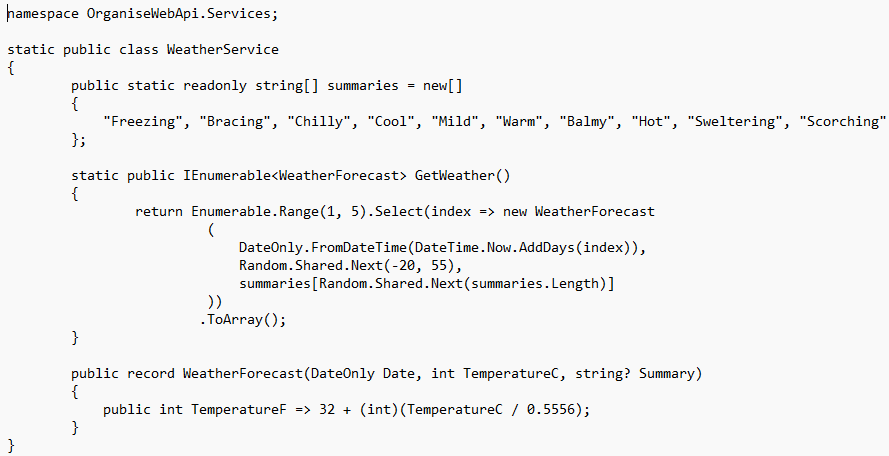 namespace OrganiseWebApi.Services;
static public class WeatherService
{
public static readonly string[] summaries = new[]
{
"Freezing", "Bracing", "Chilly", "Cool", "Mild", "Warm", "Balmy", "Hot", "Sweltering", "Scorching"
};
static public IEnumerable<WeatherForecast> GetWeather()
{
return Enumerable.Range(1, 5).Select(index => new WeatherForecast
(
DateOnly.FromDateTime(DateTime.Now.AddDays(index)),
Random.Shared.Next(-20, 55),
summaries[Random.Shared.Next(summaries.Length)]
))
.ToArray();
}
public record WeatherForecast(DateOnly Date, int TemperatureC, string? Summary)
{
public int TemperatureF => 32 + (int)(TemperatureC / 0.5556);
}
}